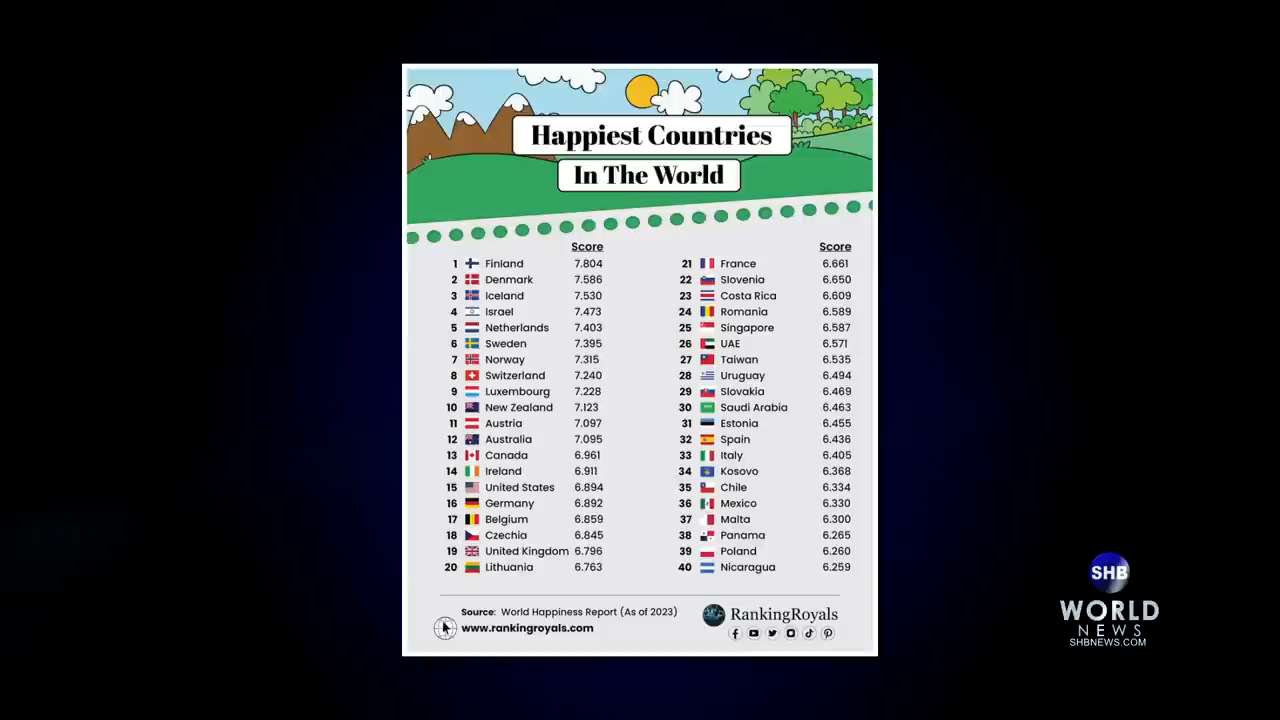 Happiest Countries
In The World
Score
1 Finland 7.804
2 Denmark 7.586
3 Iceland 7.530
4 Israel 7.473
5 Netherlands 7.403
6 Sweden 7.395
7 Norway 7.315
8 Switzerland 7.240
9 Luxembourg 7.228
10 New Zealand 7.123
11 Austria 7.097
12 Australia 7.095
13 Canada 6.961
14 Ireland 6.911
15 United States 6.894
16 Germany 6.892
17 Belgium 6.859
18 Czechia 6.845
19 United Kingdom 6.796
20 Lithuania 6.763
Score
21 France 6.661
22 Slovenia 6.650
23 Costa Rica 6.609
24 Romania 6.589
25 Singapore 6.587
26 UAE 6.571
27 Taiwan 6.535
28 Uruguay 6.494
29 Slovakia 6.469
30 Saudi Arabia 6.463
31 Estonia 6.455
32 Spain 6.436
33 Italy 6.405
34 Kosovo 6.368
35 Chile 6.334
36 Mexico 6.330
37 Malta 6.300
38 Panama 6.265
39 Poland 6.260
40 Nicaragua 6.259
Source: World Happiness Report (As of 2023)
www.rankingroyals.com
RankingRoyals
SHB
WORLD
NEWS
SHBNEWS.COM